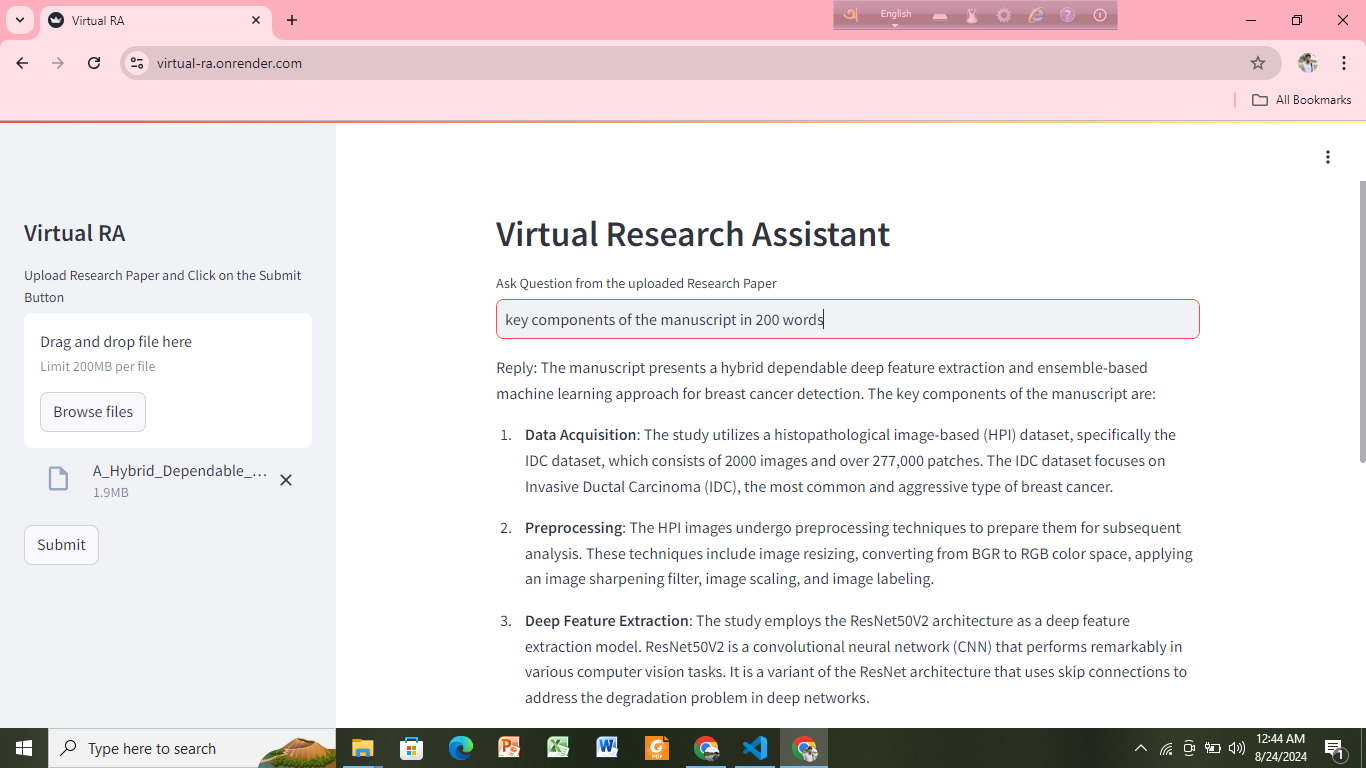 Virtual RA
English
virtual-ra.onrender.com
All Bookmarks
Virtual RA
Upload Research Paper and Click on the Submit
Button
Drag and drop file here
Limit 200MB per file
Browse files
A_Hybrid_Dependable_...
1.9MB
Submit
Virtual Research Assistant
Ask Question from the uploaded Research Paper
key components of the manuscript in 200 words
Reply: The manuscript presents a hybrid dependable deep feature extraction and ensemble-based
machine learning approach for breast cancer detection. The key components of the manuscript are:
1. Data Acquisition: The study utilizes a histopathological image-based (HPI) dataset, specifically the
IDC dataset, which consists of 2000 images and over 277,000 patches. The IDC dataset focuses on
Invasive Ductal Carcinoma (IDC), the most common and aggressive type of breast cancer.
2. Preprocessing: The HPI images undergo preprocessing techniques to prepare them for subsequent
analysis. These techniques include image resizing, converting from BGR to RGB color space, applying
an image sharpening filter, image scaling, and image labeling.
3. Deep Feature Extraction: The study employs the ResNet50V2 architecture as a deep feature
extraction model. ResNet50V2 is a convolutional neural network (CNN) that performs remarkably in
various computer vision tasks. It is a variant of the ResNet architecture that uses skip connections to
address the degradation problem in deep networks.
Type here to search
12:44 AM
8/24/2024
1